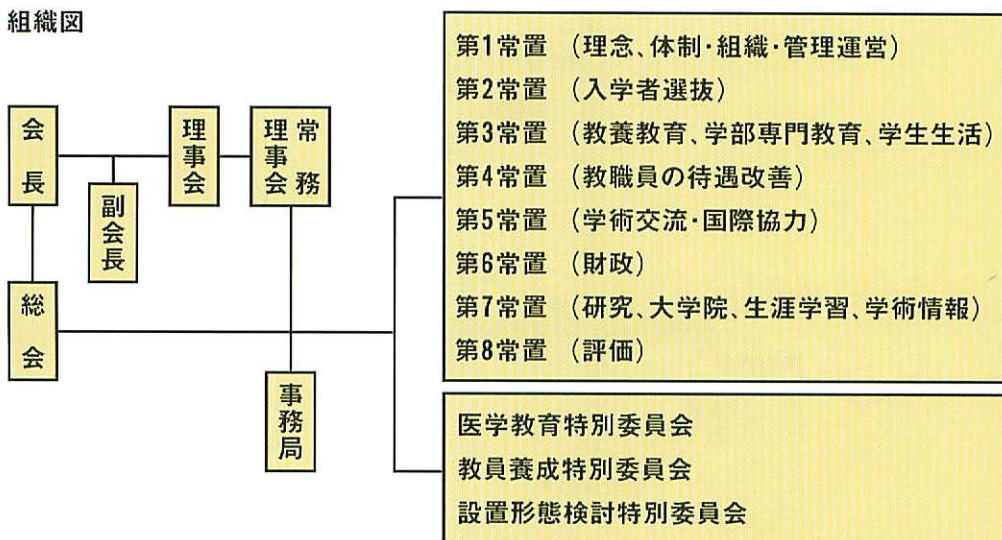 組織図
会長
副会長
理事会
常務理事会
総会
事務局
第1常置 (理念、体制・組織・管理運営)
第2常置 (入学者選抜)
第3常置 (教養教育、学部専門教育、学生生活)
第4常置 (教職員の待遇改善)
第5常置 (学術交流・国際協力)
第6常置 (財政)
第7常置 (研究、大学院、生涯学習、学術情報)
第8常置 (評価)
医学教育特別委員会
教員養成特別委員会
設置形態検討特別委員会